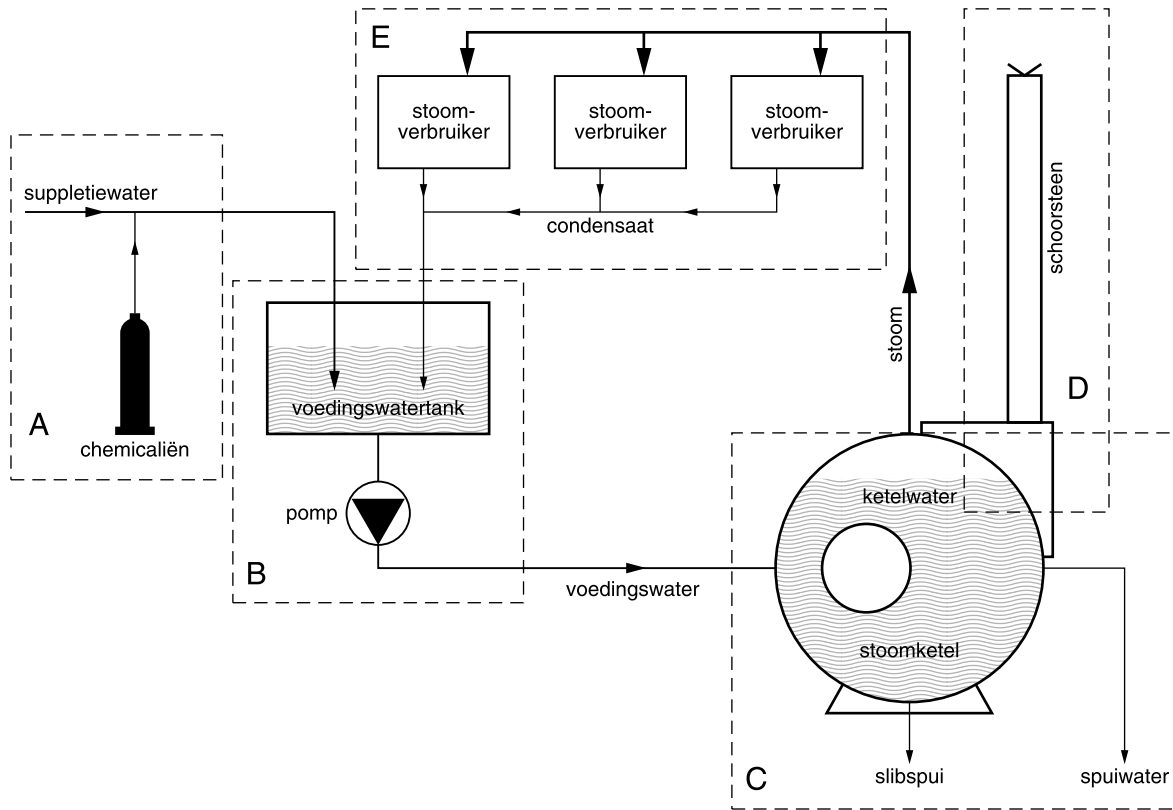 E
stoom-
verbruiker
stoom-
verbruiker
stoom-
verbruiker
suppletiewater
condensaat
schoorsteen
stoom
A
chemicaliën
voedingswatertank
D
pomp
B
voedingswater
ketelwater
stoomketel
C
slibspui
spuiwater